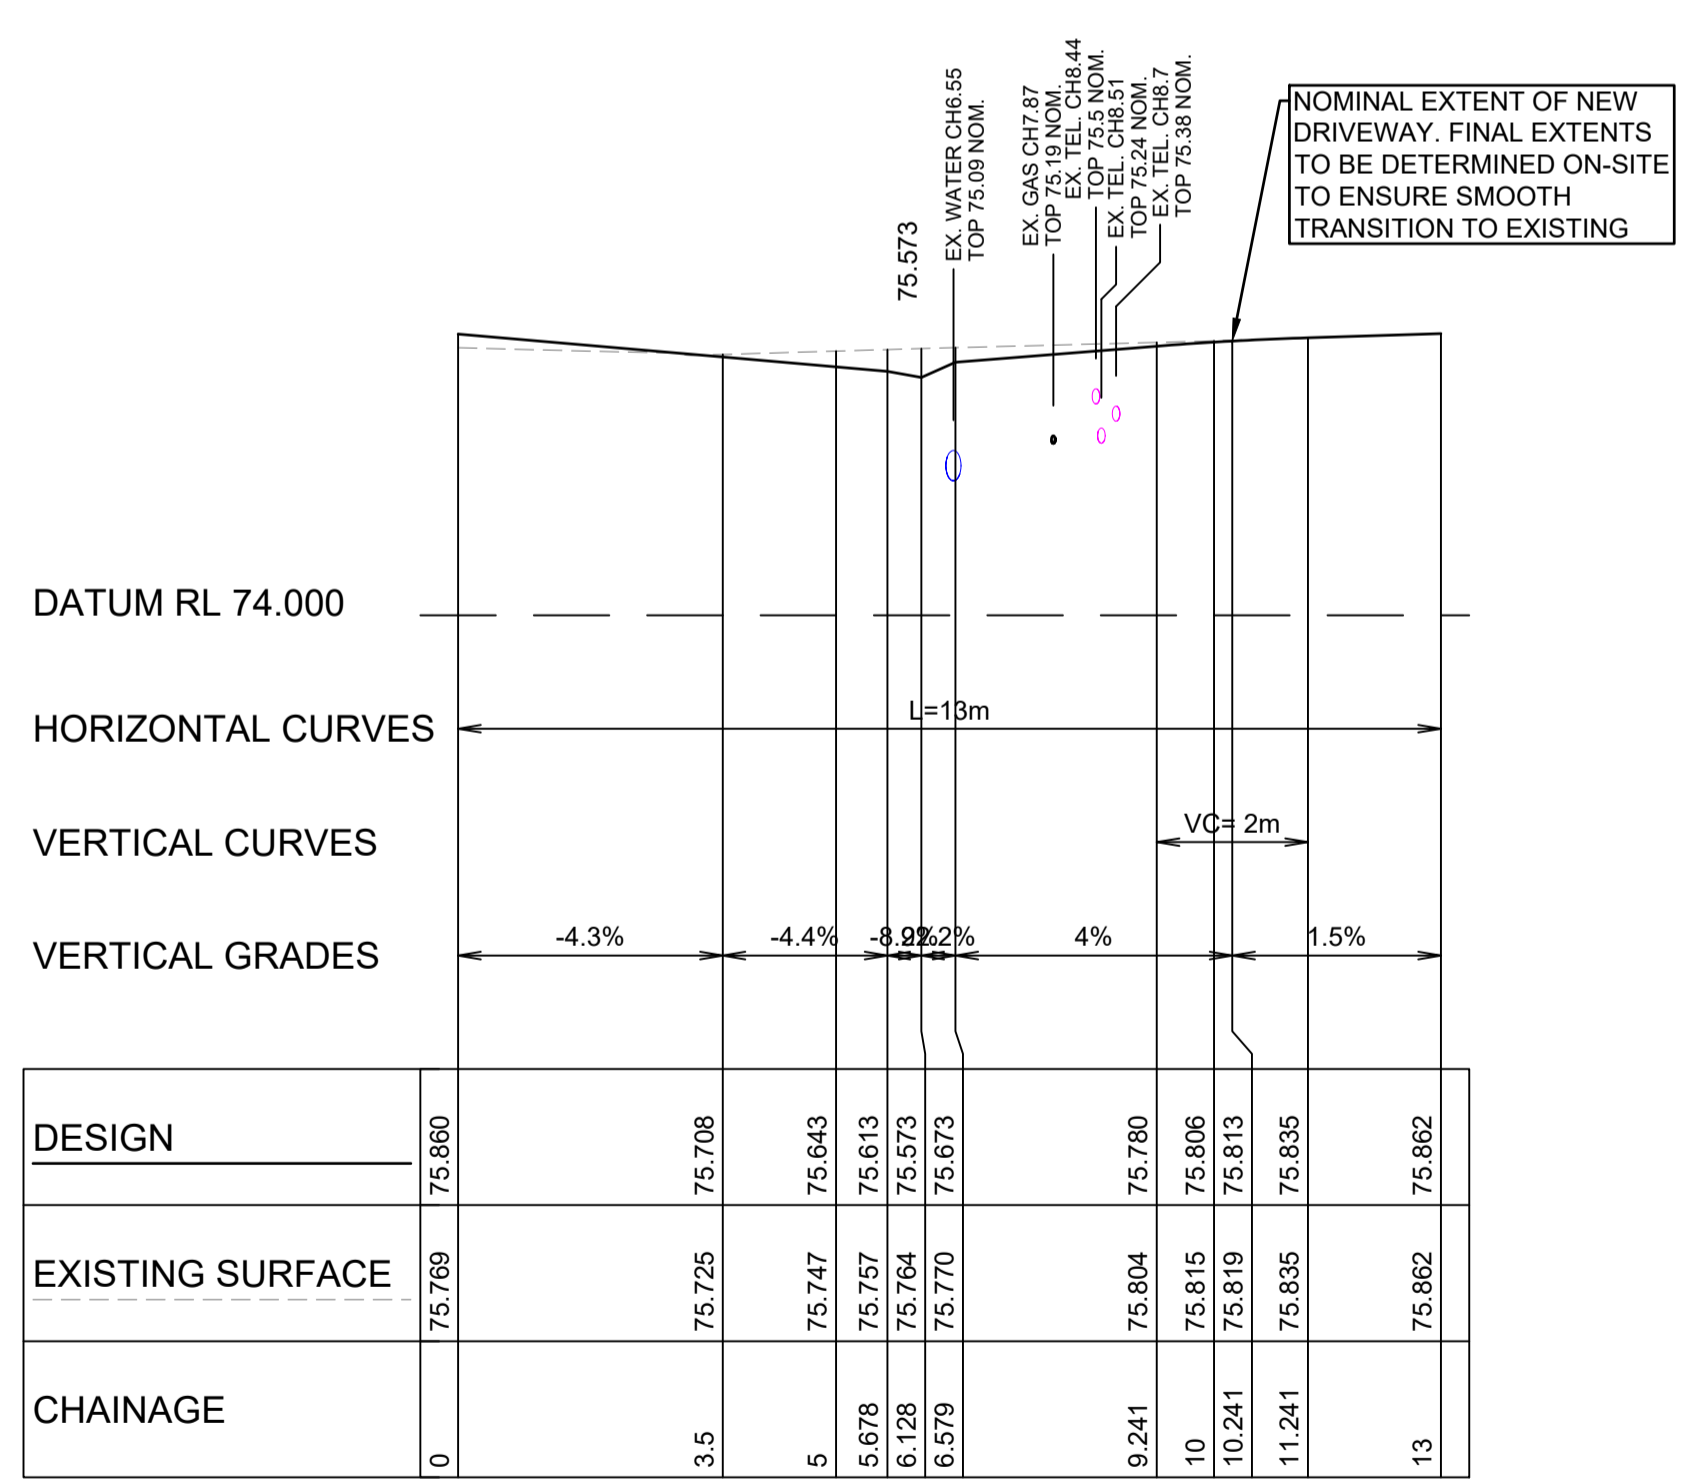 EX. WATER CH6.55
TOP 75.09 NOM.
EX. GAS CH7.87
TOP 75.19 NOM.
EX. TEL. CH8.44
TOP 75.5 NOM.
EX. TEL. CH8.51
TOP 75.24 NOM.
EX. TEL. CH8.7
TOP 75.38 NOM.
NOMINAL EXTENT OF NEW
DRIVEWAY. FINAL EXTENTS
TO BE DETERMINED ON-SITE
TO ENSURE SMOOTH
TRANSITION TO EXISTING
75.573
DATUM RL 74.000
HORIZONTAL CURVES
L=13m
VERTICAL CURVES
VC= 2m
VERTICAL GRADES
-4.3%
-4.4%
4%
1.5%
DESIGN
75.860
75.708
75.643
75.613
75.573
75.673
75.780
75.806
75.813
75.835
75.862
EXISTING SURFACE
75.769
75.725
75.747
75.757
75.764
75.770
75.804
75.815
75.819
75.835
75.862
CHAINAGE
0
3.5
5
5.678
6.128
6.579
9.241
10
10.241
11.241
13